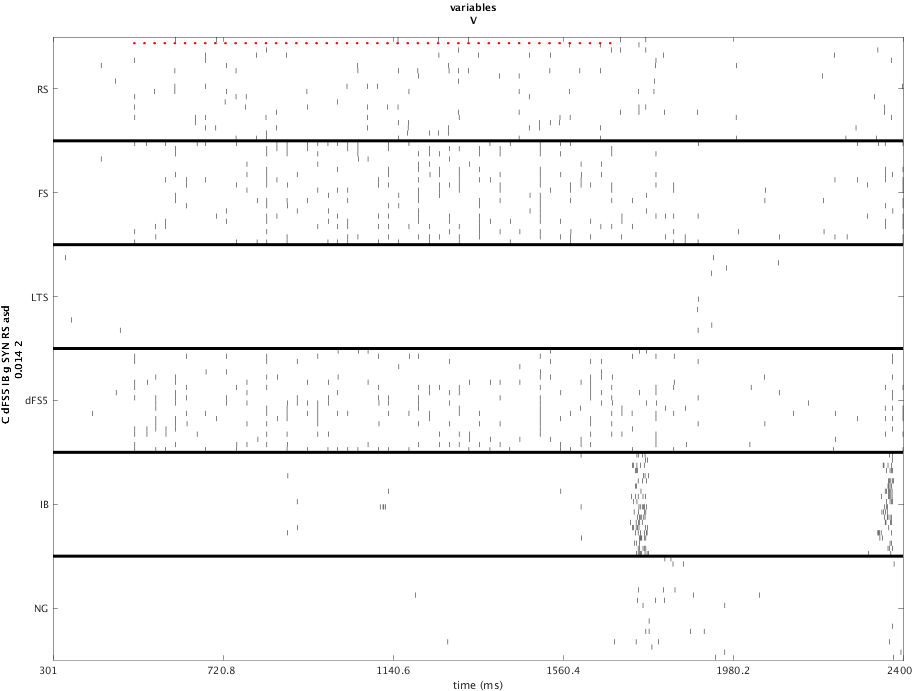 variables
V
RS
FS
LTS
dFS5
IB
NG
C dFS5 IB g SYN RS asd
0.014 2
301
720.8
1140.6
1560.4
1980.2
2400
time (ms)